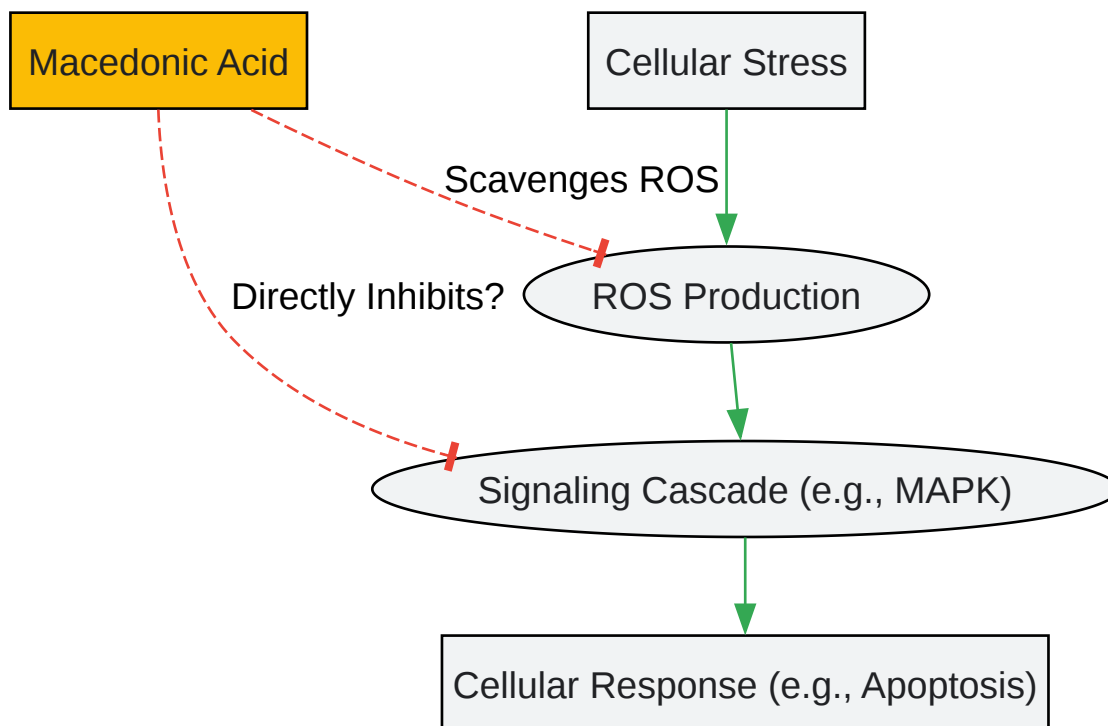 Macedonic Acid
Cellular Stress
Scavenges ROS
Directly Inhibits?
ROS Production
Signaling Cascade (e.g., MAPK)
Cellular Response (e.g., Apoptosis)